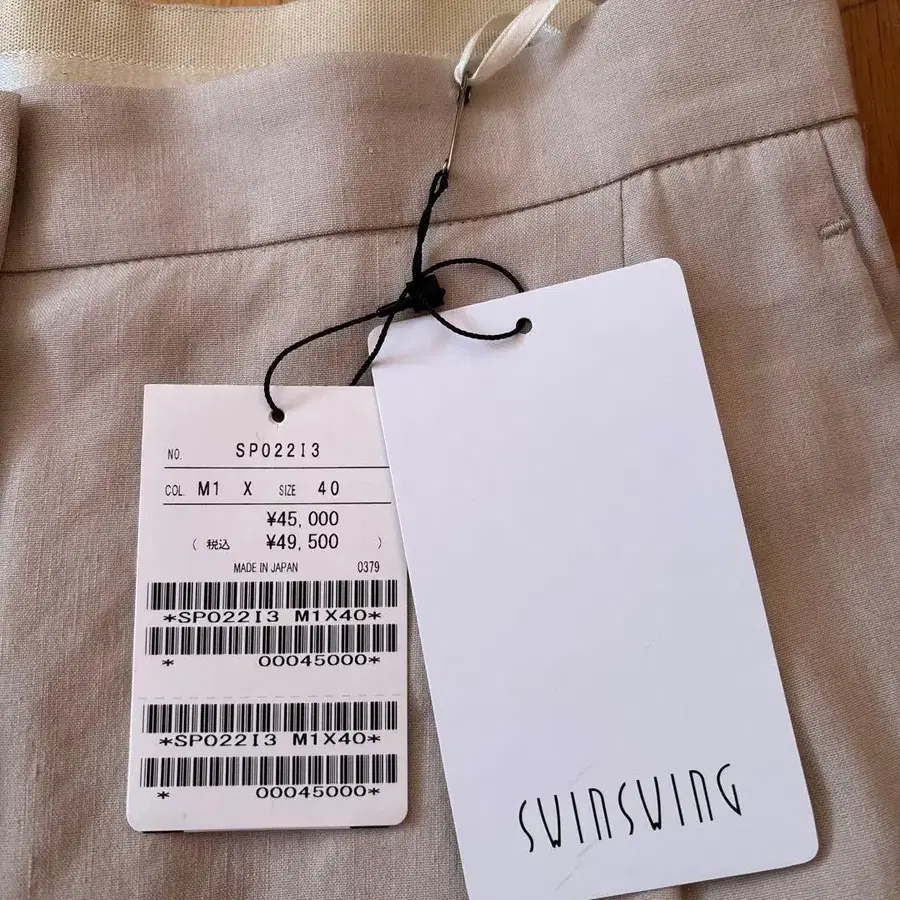 NO. SP022I3
COL. M1 X SIZE 40
¥45,000
( 税込 ¥49,500 )
MADE IN JAPAN 0379
*SP022I3 M1X40*
* 00045000*
*SP022I3 M1X40*
* 00045000*
SVINSVING